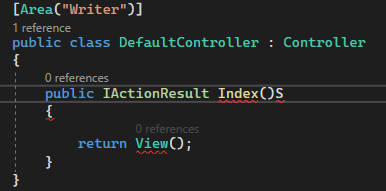 [Area("Writer")]
1 reference
public class DefaultController : Controller
{
0 references
public IActionResult Index()S
{
0 references
return View();
}
}